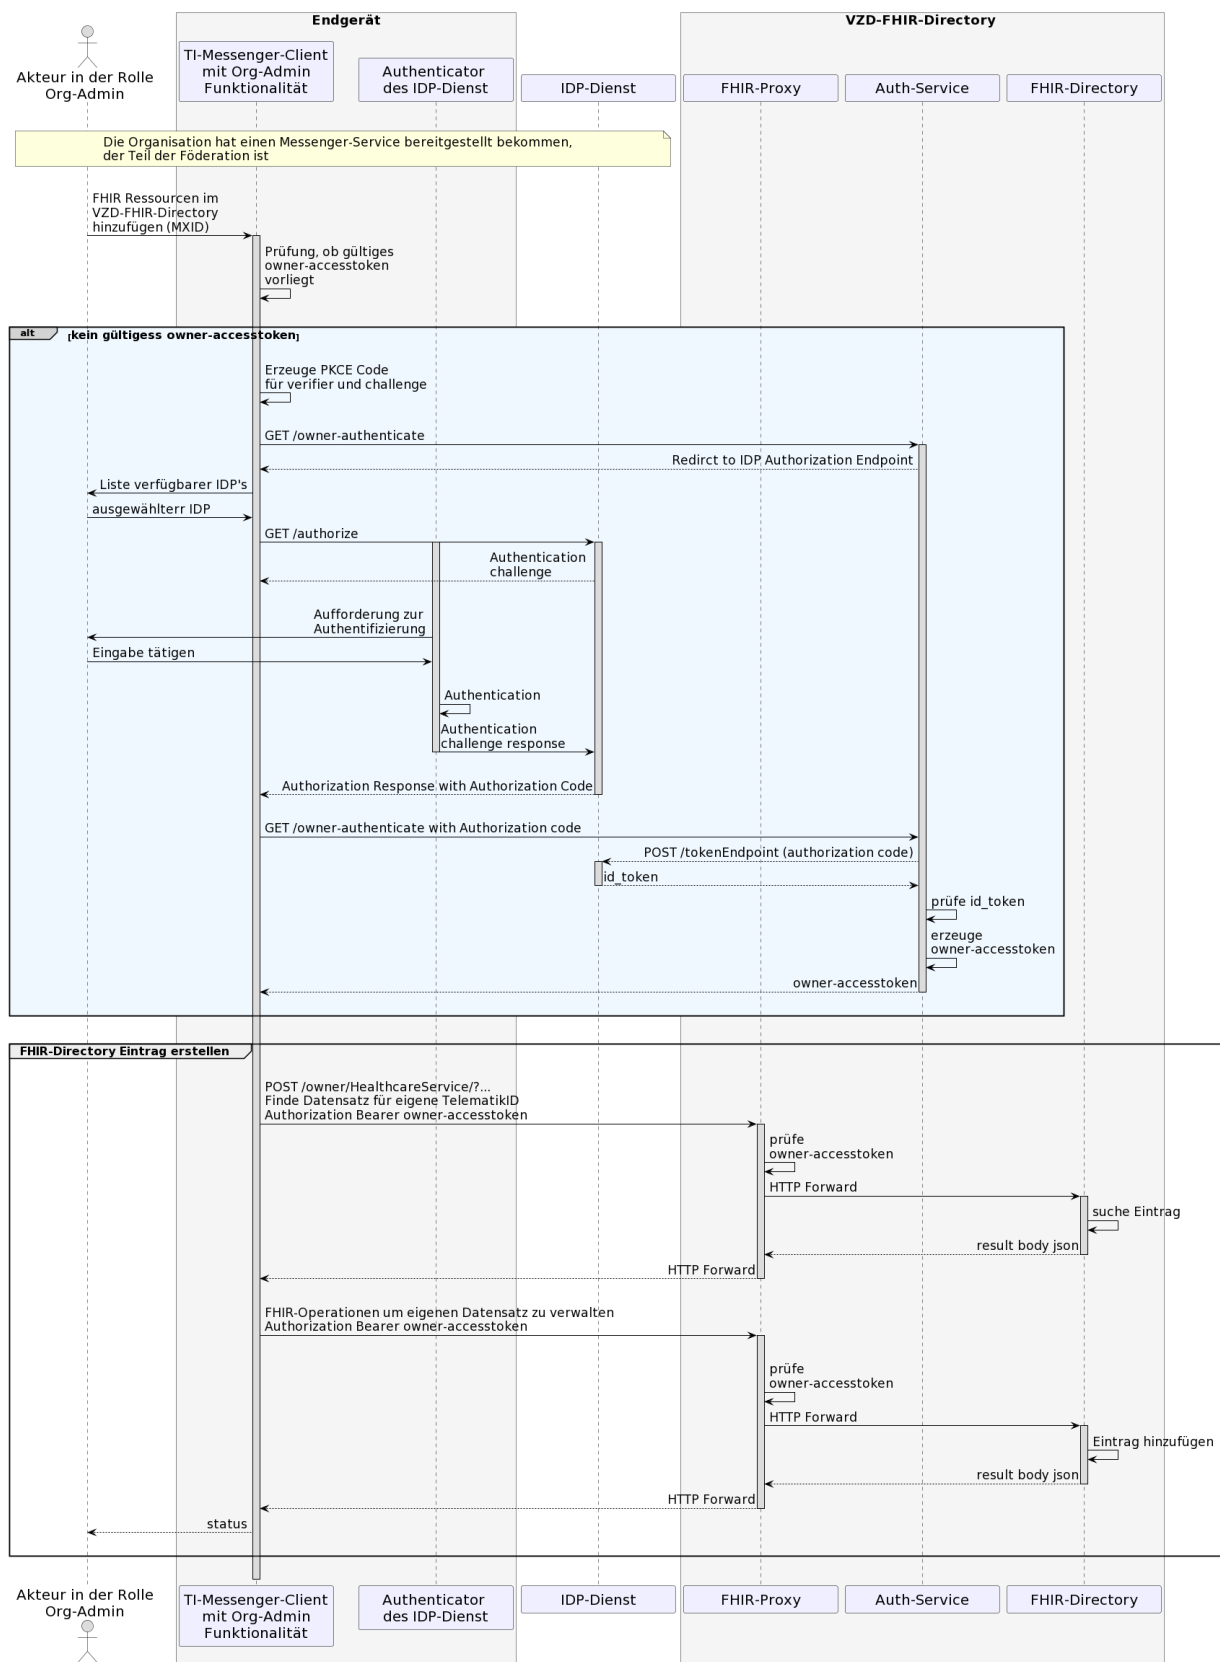 Endgerät
VZD-FHIR-Directory
Akteur in der Rolle
Org-Admin
TI-Messenger-Client
mit Org-Admin
Funktionalität
Authenticator
des IDP-Dienst
IDP-Dienst
FHIR-Proxy
Auth-Service
FHIR-Directory
Die Organisation hat einen Messenger-Service bereitgestellt bekommen,
der Teil der Föderation ist
FHIR Ressourcen im
VZD-FHIR-Directory
hinzufügen (MXID)
Prüfung, ob gültiges
owner-accesstoken
vorliegt
alt
[kein gültigess owner-accesstoken]
Erzeuge PKCE Code
für verifier und challenge
GET /owner-authenticate
Redirct to IDP Authorization Endpoint
Liste verfügbarer IDP's
ausgewählterr IDP
GET /authorize
Authentication
challenge
Aufforderung zur
Authentifizierung
Eingabe tätigen
Authentication
Authentication
challenge response
Authorization Response with Authorization Code
GET /owner-authenticate with Authorization code
POST /tokenEndpoint (authorization code)
id_token
prüfe id_token
erzeuge
owner-accesstoken
owner-accesstoken
FHIR-Directory Eintrag erstellen
POST /owner/HealthcareService/?...
Finde Datensatz für eigene TelematikID
Authorization Bearer owner-accesstoken
prüfe
owner-accesstoken
HTTP Forward
suche Eintrag
result body json
HTTP Forward
FHIR-Operationen um eigenen Datensatz zu verwalten
Authorization Bearer owner-accesstoken
prüfe
owner-accesstoken
HTTP Forward
Eintrag hinzufügen
result body json
HTTP Forward
status
Akteur in der Rolle
Org-Admin
TI-Messenger-Client
mit Org-Admin
Funktionalität
Authenticator
des IDP-Dienst
IDP-Dienst
FHIR-Proxy
Auth-Service
FHIR-Directory